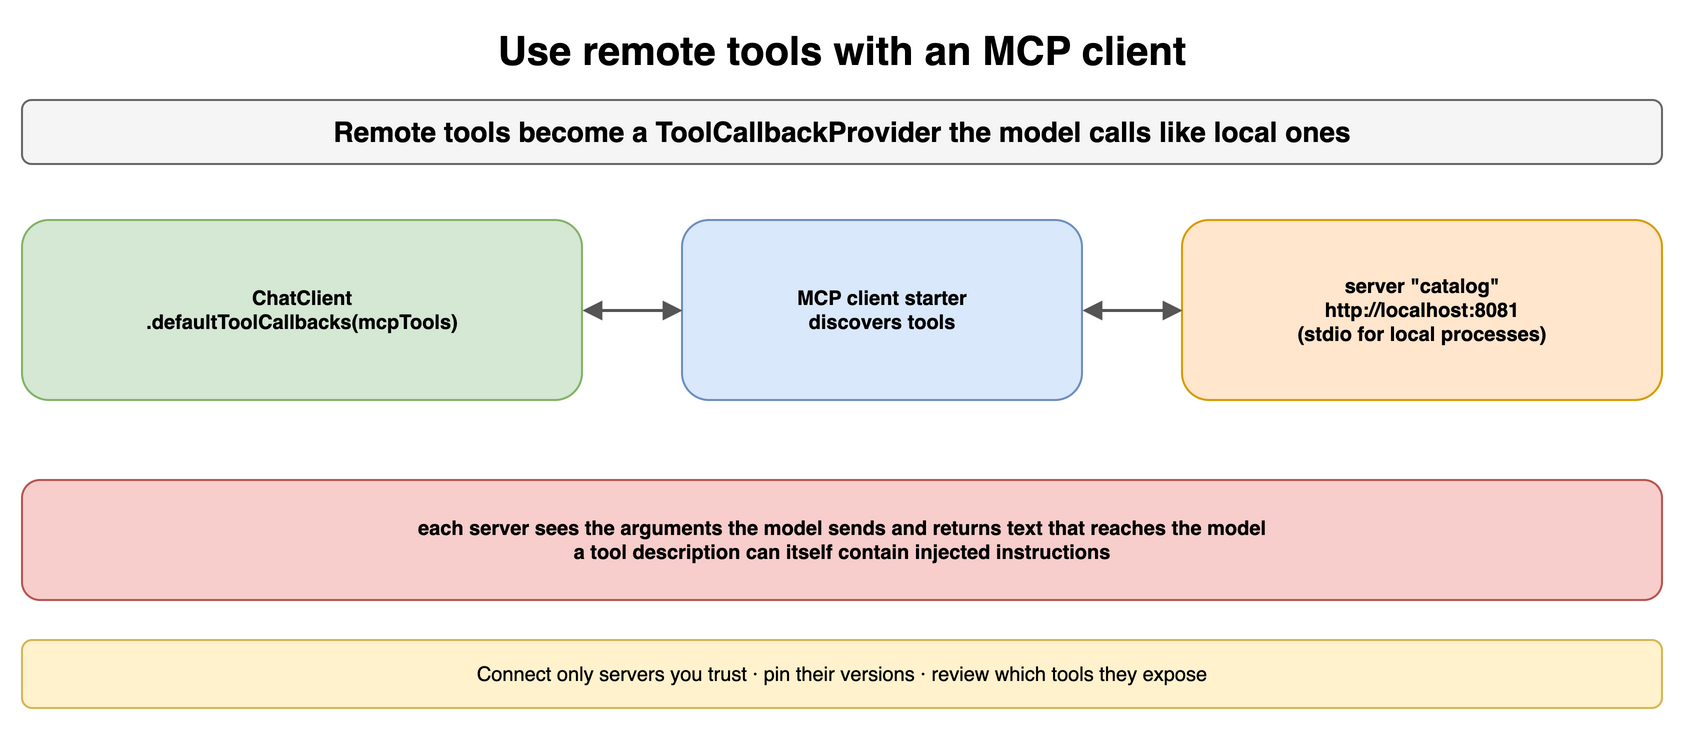 Use remote tools with an MCP client
Remote tools become a ToolCallbackProvider the model calls like local ones
ChatClient
.defaultToolCallbacks(mcpTools)
MCP client starter
discovers tools
server "catalog"
http://localhost:8081
(stdio for local processes)
each server sees the arguments the model sends and returns text that reaches the model
a tool description can itself contain injected instructions
Connect only servers you trust · pin their versions · review which tools they expose